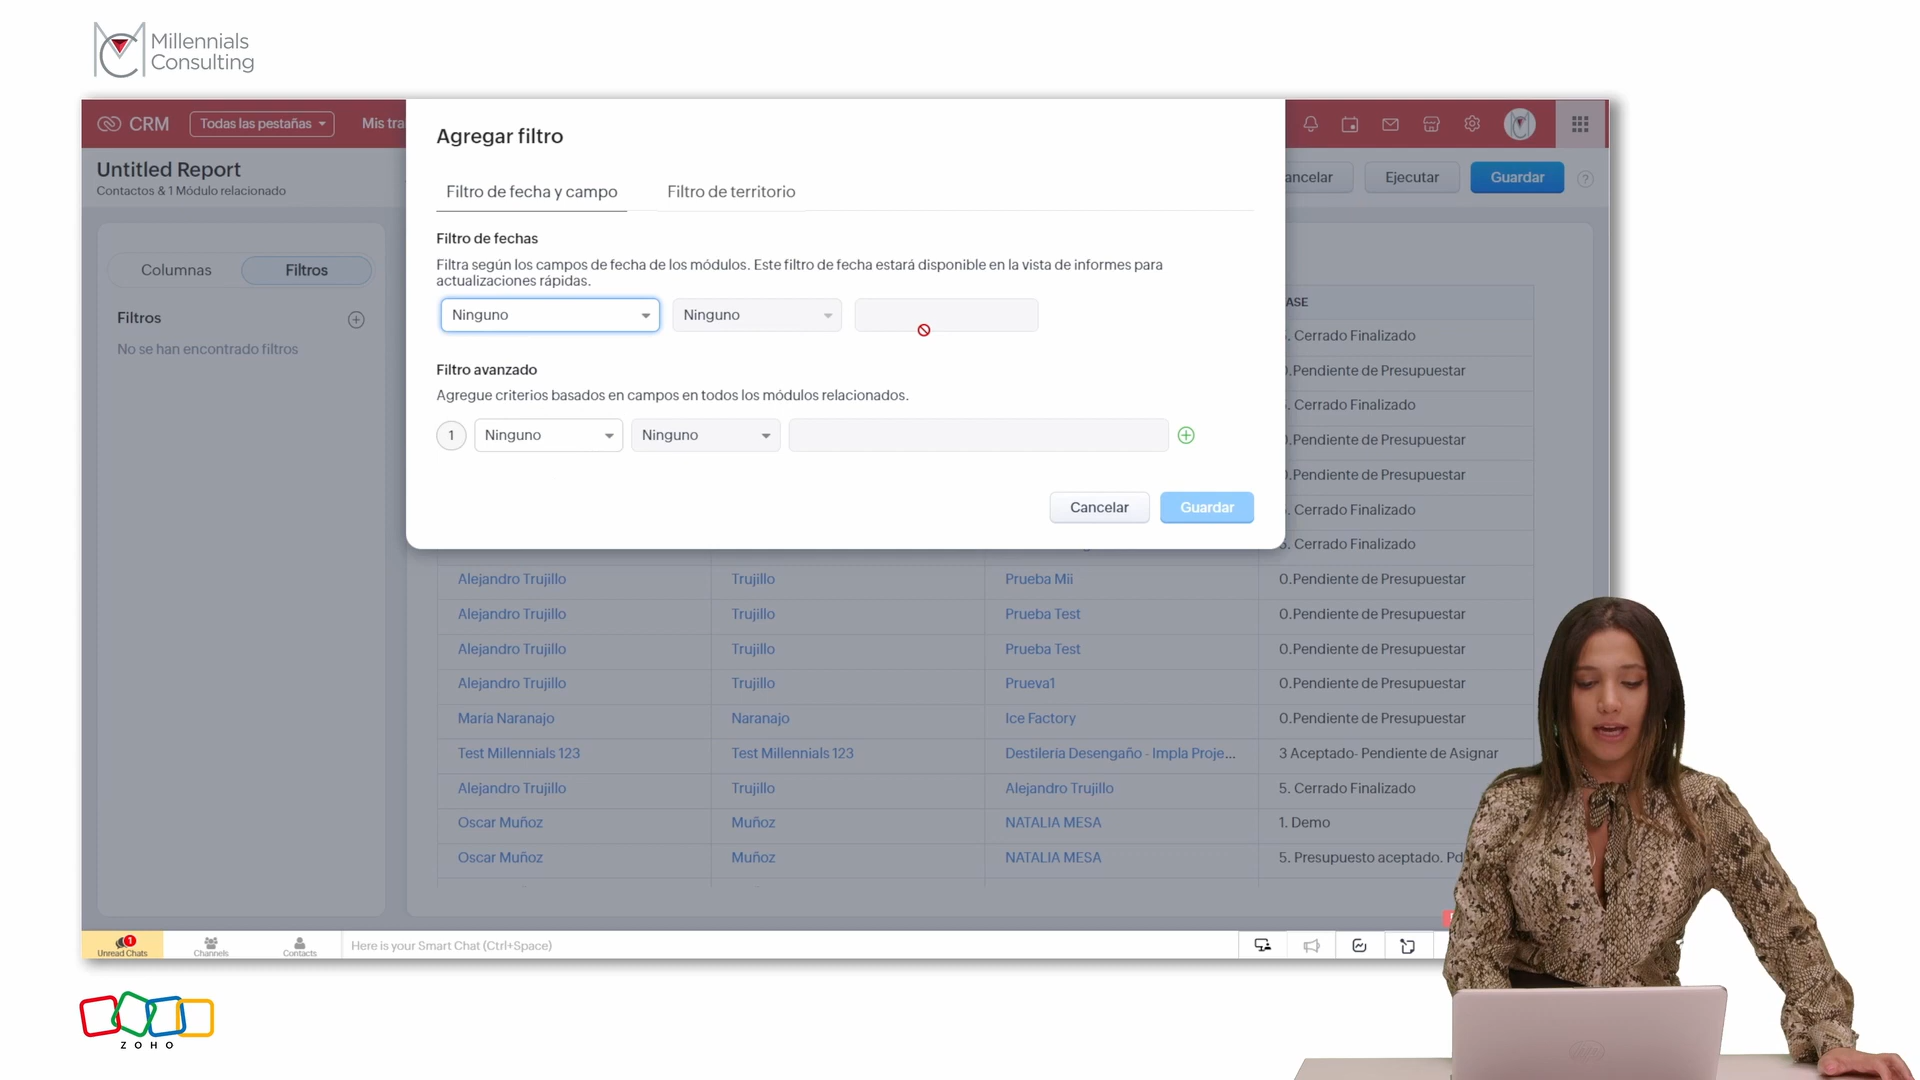 Millennials
Consulting
CRM
Todas las pestañas
Mis tra
Untitled Report
Contactos & 1 Módulo relacionado
ancelar
Ejecutar
Guardar
?
Agregar filtro
Filtro de fecha y campo
Filtro de territorio
Filtro de fechas
Filtra según los campos de fecha de los módulos. Este filtro de fecha estará disponible en la vista de informes para
actualizaciones rápidas.
Ninguno
Ninguno
Filtro avanzado
Agregue criterios basados en campos en todos los módulos relacionados.
1
Ninguno
Ninguno
Cancelar
Guardar
Columnas
Filtros
Filtros
No se han encontrado filtros
ASE
. Cerrado Finalizado
.Pendiente de Presupuestar
. Cerrado Finalizado
.Pendiente de Presupuestar
.Pendiente de Presupuestar
. Cerrado Finalizado
. Cerrado Finalizado
Alejandro Trujillo Trujillo Prueba Mii 0.Pendiente de Presupuestar
Alejandro Trujillo Trujillo Prueba Test 0.Pendiente de Presupuestar
Alejandro Trujillo Trujillo Prueba Test 0.Pendiente de Presupuestar
Alejandro Trujillo Trujillo Prueva1 0.Pendiente de Presupuestar
María Naranajo Naranajo Ice Factory 0.Pendiente de Presupuestar
Test Millennials 123 Test Millennials 123 Destilería Desengaño - Impla Proje... 3 Aceptado- Pendiente de Asignar
Alejandro Trujillo Trujillo Alejandro Trujillo 5. Cerrado Finalizado
Oscar Muñoz Muñoz NATALIA MESA 1. Demo
Oscar Muñoz Muñoz NATALIA MESA 5. Presupuesto aceptado. Pd
1
Unread Chats
Channels
Contacts
Here is your Smart Chat (Ctrl+Space)
ZOHO